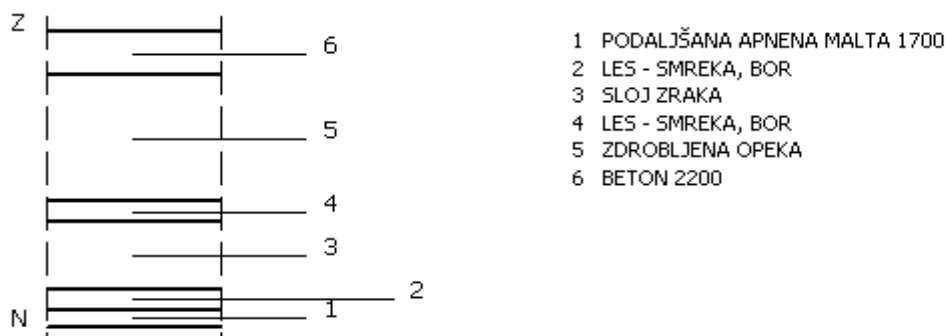 Z
6
5
4
3
2
1
N
1 PODALJŠANA APNENA MALTA 1700
2 LES - SMREKA, BOR
3 SLOJ ZRAKA
4 LES - SMREKA, BOR
5 ZDROBLJENA OPEKA
6 BETON 2200